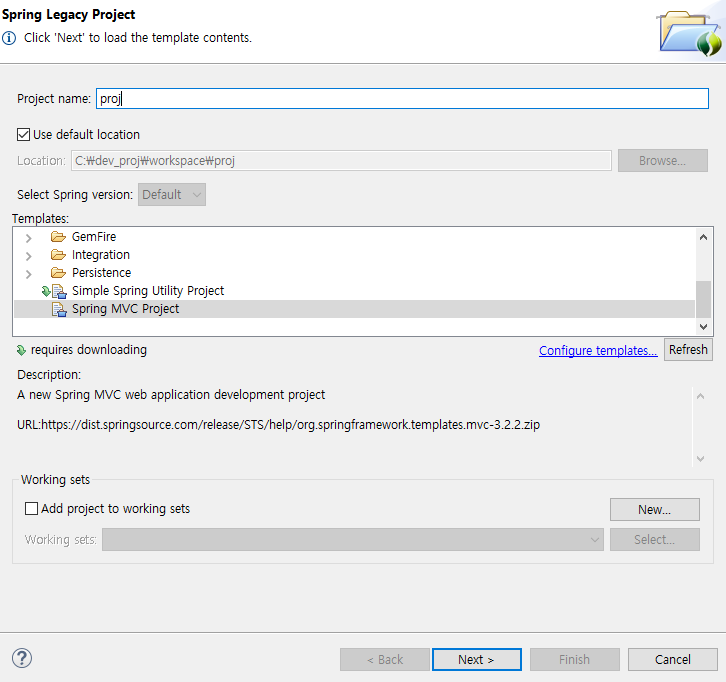 Spring Legacy Project
Click 'Next' to load the template contents.
Project name: proj
Use default location
Location: C:₩dev_proj₩workspace₩proj Browse...
Select Spring version: Default
Templates:
GemFire
Integration
Persistence
Simple Spring Utility Project
Spring MVC Project
requires downloading Configure templates... Refresh
Description:
A new Spring MVC web application development project
URL:https://dist.springsource.com/release/STS/help/org.springframework.templates.mvc-3.2.2.zip
Working sets
Add project to working sets New...
Working sets: Select...
? < Back Next > Finish Cancel